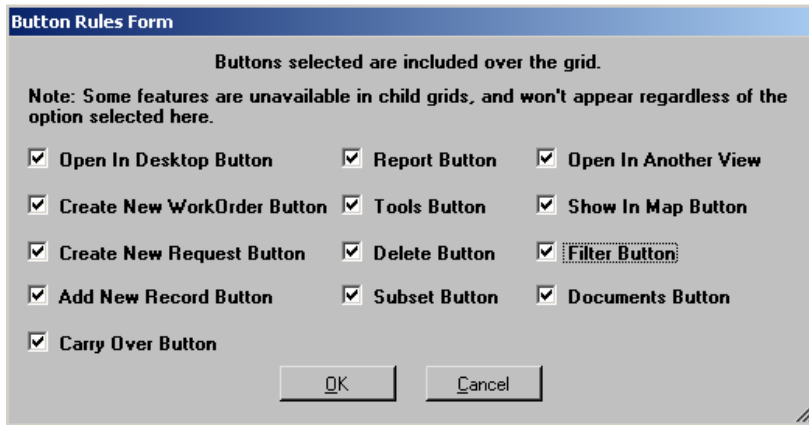 Button Rules Form
Buttons selected are included over the grid.
Note: Some features are unavailable in child grids, and won't appear regardless of the
option selected here.
Open In Desktop Button Report Button Open In Another View
Create New WorkOrder Button Tools Button Show In Map Button
Create New Request Button Delete Button Filter Button
Add New Record Button Subset Button Documents Button
Carry Over Button
OK Cancel